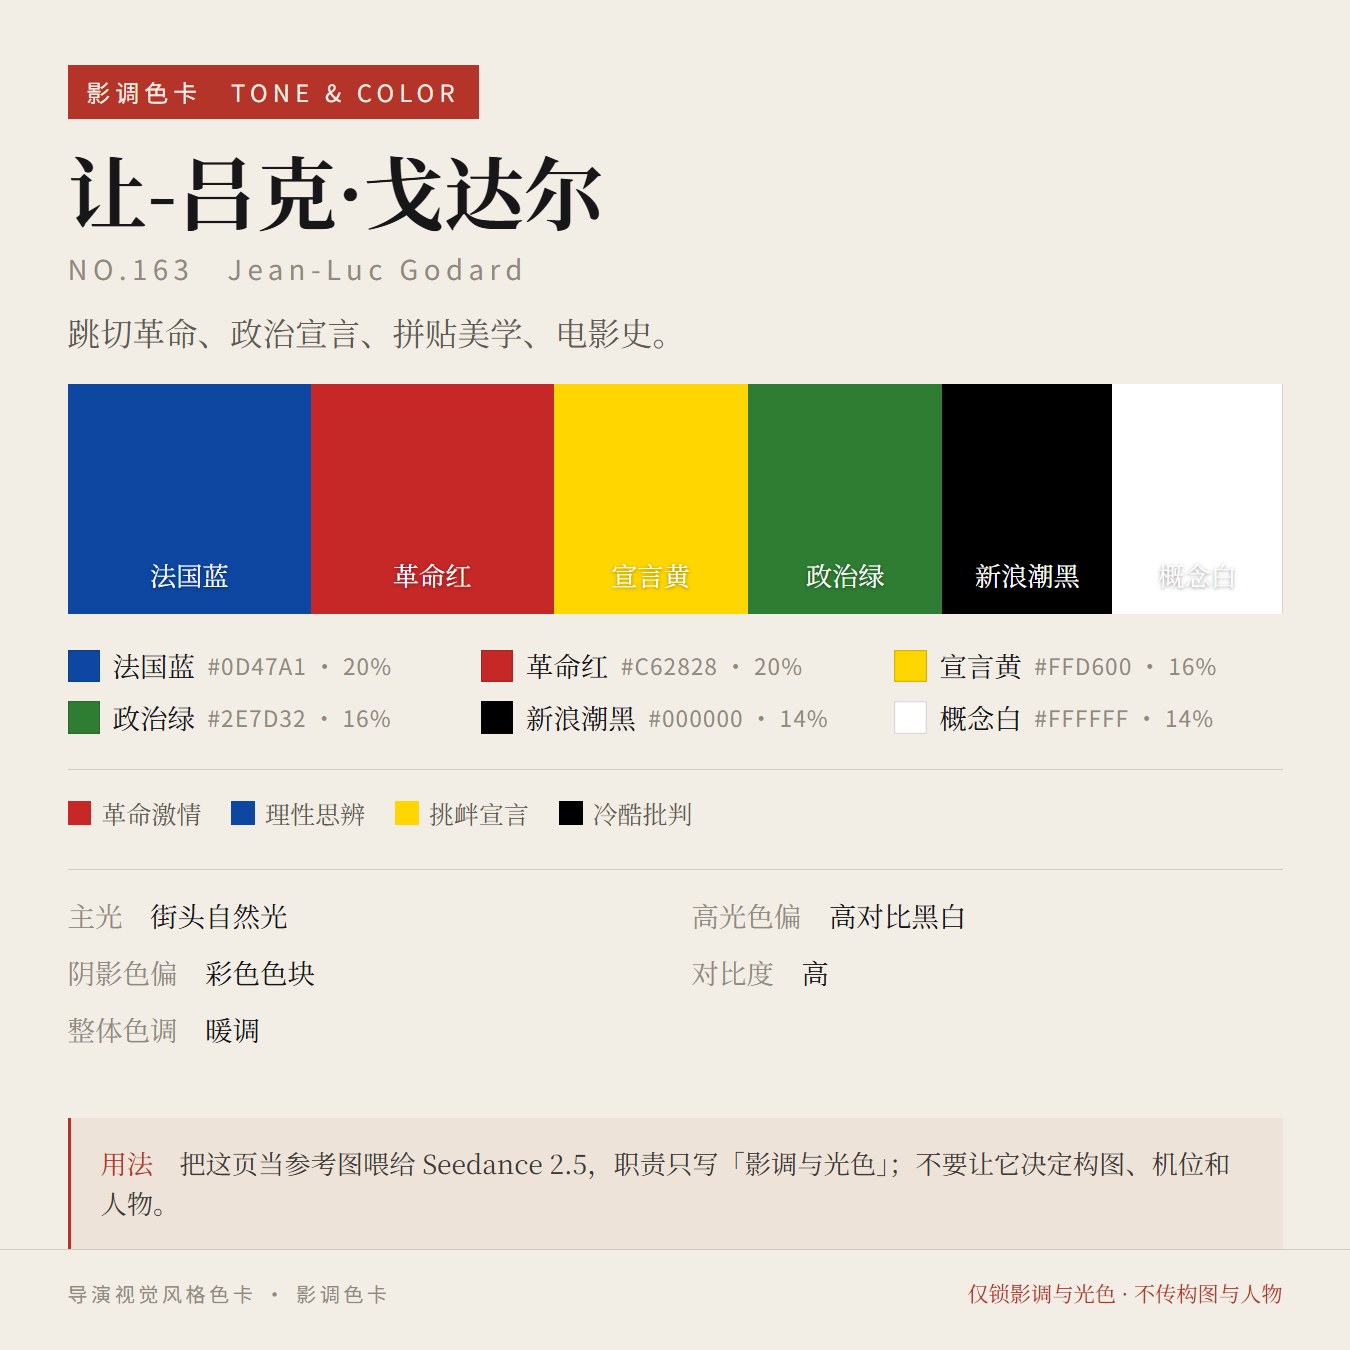 影调色卡 TONE & COLOR
让-吕克·戈达尔
NO.163 Jean-Luc Godard
跳切革命、政治宣言、拼贴美学、电影史。
法国蓝 革命红 宣言黄 政治绿 新浪潮黑 概念白
法国蓝 #0D47A1 • 20% 革命红 #C62828 • 20% 宣言黄 #FFD600 • 16%
政治绿 #2E7D32 • 16% 新浪潮黑 #000000 • 14% 概念白 #FFFFFF • 14%
革命激情 理性思辨 挑衅宣言 冷酷批判
主光 街头自然光 高光色偏 高对比黑白
阴影色偏 彩色色块 对比度 高
整体色调 暖调
用法 把这页当参考图喂给 Seedance 2.5，职责只写「影调与光色」；不要让它决定构图、机位和
人物。
导演视觉风格色卡 • 影调色卡 仅锁影调与光色 · 不传构图与人物